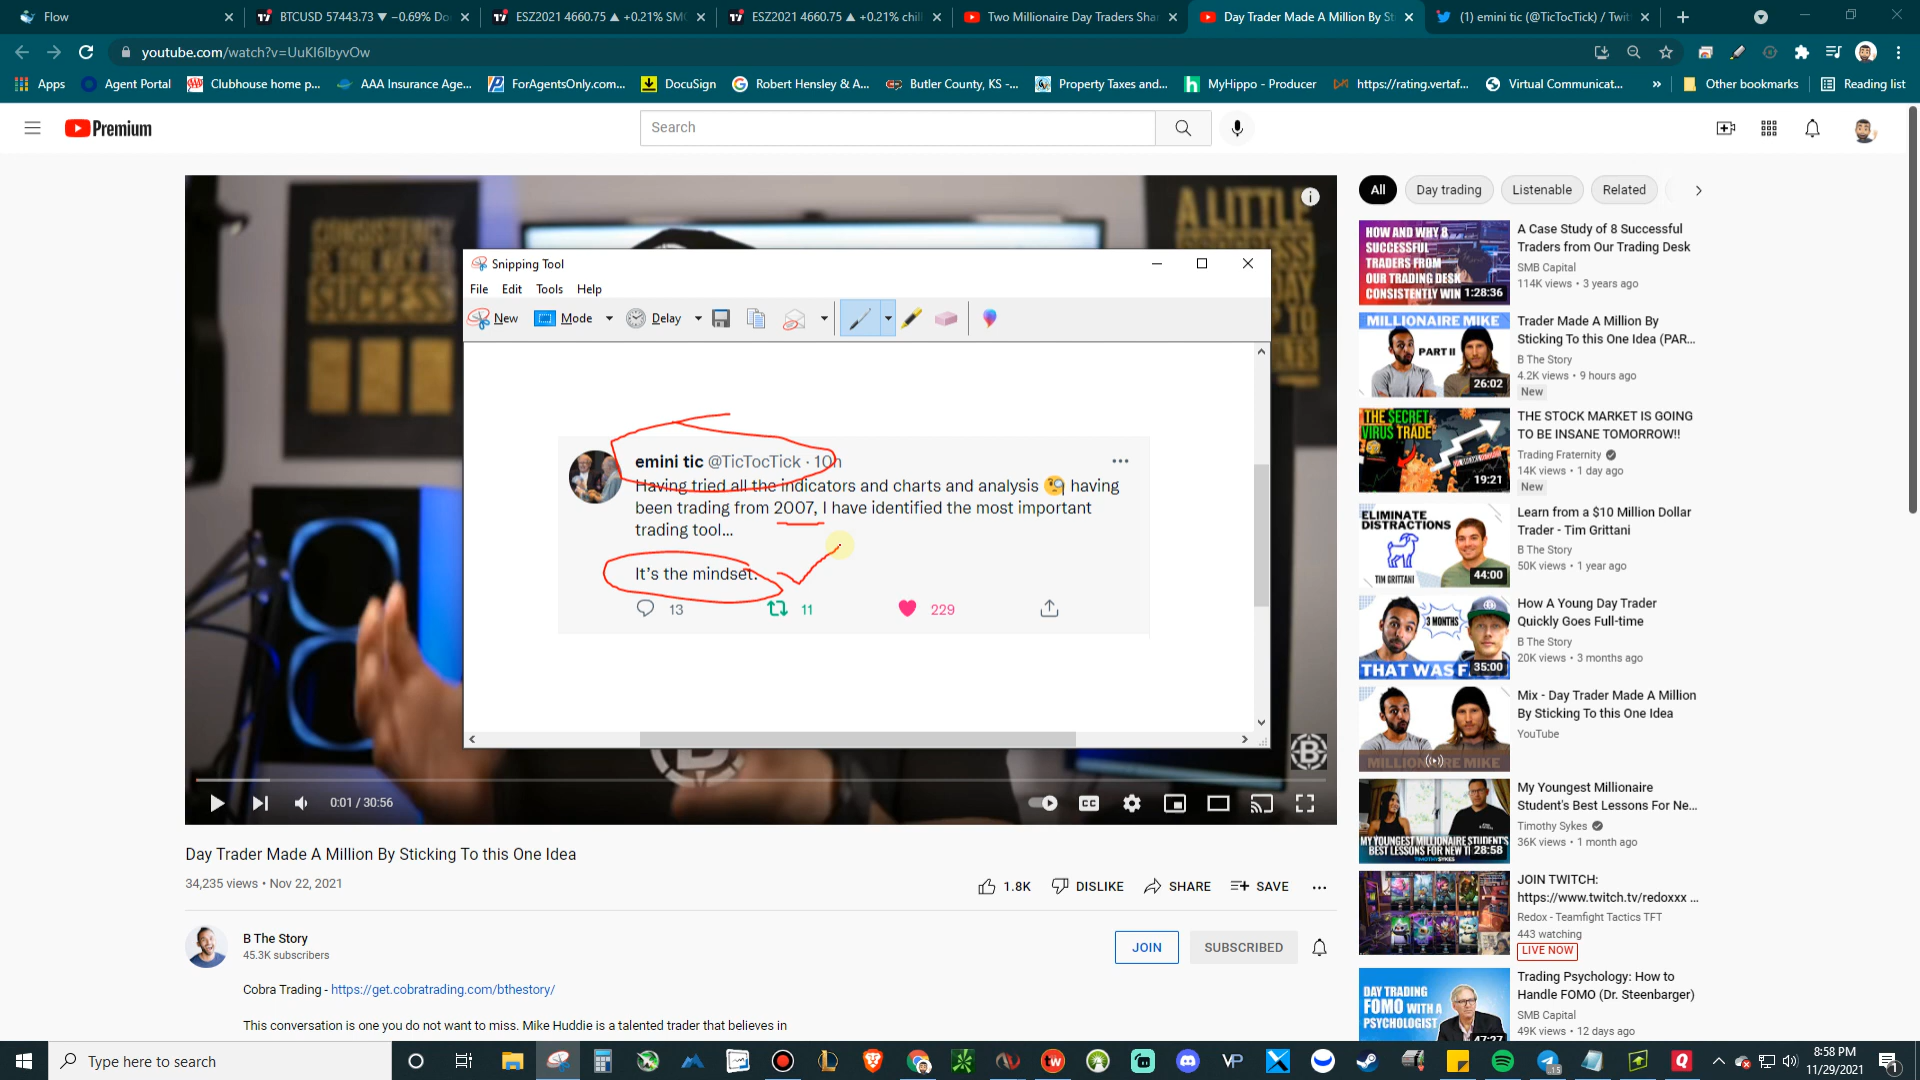 Flow
BTCUSD 57443.73 ▼ −0.69% Do
ESZ2021 4660.75 ▲ +0.21% SM
ESZ2021 4660.75 ▲ +0.21% chil
Two Millionaire Day Traders Sha
Day Trader Made A Million By St
(1) emini tic (@TicTocTick) / Twit
youtube.com/watch?v=UuKl6IbyvOw
Apps
Agent Portal
Clubhouse home p...
AAA Insurance Age...
ForAgentsOnly.com...
DocuSign
Robert Hensley & A...
Butler County, KS -...
Property Taxes and...
MyHippo - Producer
https://rating.vertaf...
Virtual Communicat...
»
Other bookmarks
Reading list
Premium
Search
All
Day trading
Listenable
Related
CONSISTENCY
SUCCESS
A LITTLE
Snipping Tool
File Edit Tools Help
New
Mode
Delay
emini tic @TicTocTick · 10h
Having tried all the indicators and charts and analysis 🧐 having
been trading from 2007, I have identified the most important
trading tool...
It's the mindset.
13
11
229
0:01 / 30:56
CC
Day Trader Made A Million By Sticking To this One Idea
34,235 views • Nov 22, 2021
1.8K
DISLIKE
SHARE
SAVE
B The Story
45.3K subscribers
JOIN
SUBSCRIBED
Cobra Trading - https://get.cobratrading.com/bthestory/
This conversation is one you do not want to miss. Mike Huddie is a talented trader that believes in
HOW AND WHY 8
SUCCESSFUL
TRADERS FROM
OUR TRADING DESK
CONSISTENTLY WIN
1:28:36
A Case Study of 8 Successful
Traders from Our Trading Desk
SMB Capital
114K views • 3 years ago
MILLIONAIRE MIKE
PART II
26:02
Trader Made A Million By
Sticking To this One Idea (PAR...
B The Story
4.2K views • 9 hours ago
New
THE SECRET
VIRUS TRADE
19:21
THE STOCK MARKET IS GOING
TO BE INSANE TOMORROW!!
Trading Fraternity
14K views • 1 day ago
New
ELIMINATE
DISTRACTIONS
TIM GRITTANI
44:00
Learn from a $10 Million Dollar
Trader - Tim Grittani
B The Story
50K views • 1 year ago
3 MONTHS
THAT WAS F
35:00
How A Young Day Trader
Quickly Goes Full-time
B The Story
20K views • 3 months ago
MILLIONAIRE MIKE
Mix - Day Trader Made A Million
By Sticking To this One Idea
YouTube
MY YOUNGEST MILLIONAIRE STUDENT'S
BEST LESSONS FOR NEW T
TIMOTHYSYKES
28:58
My Youngest Millionaire
Student's Best Lessons For Ne...
Timothy Sykes
36K views • 1 month ago
JOIN TWITCH:
https://www.twitch.tv/redoxxx ...
Redox - Teamfight Tactics TFT
443 watching
LIVE NOW
DAY TRADING
FOMO WITH A
PSYCHOLOGIST
47:27
Trading Psychology: How to
Handle FOMO (Dr. Steenbarger)
SMB Capital
49K views • 12 days ago
Type here to search
8:58 PM
11/29/2021